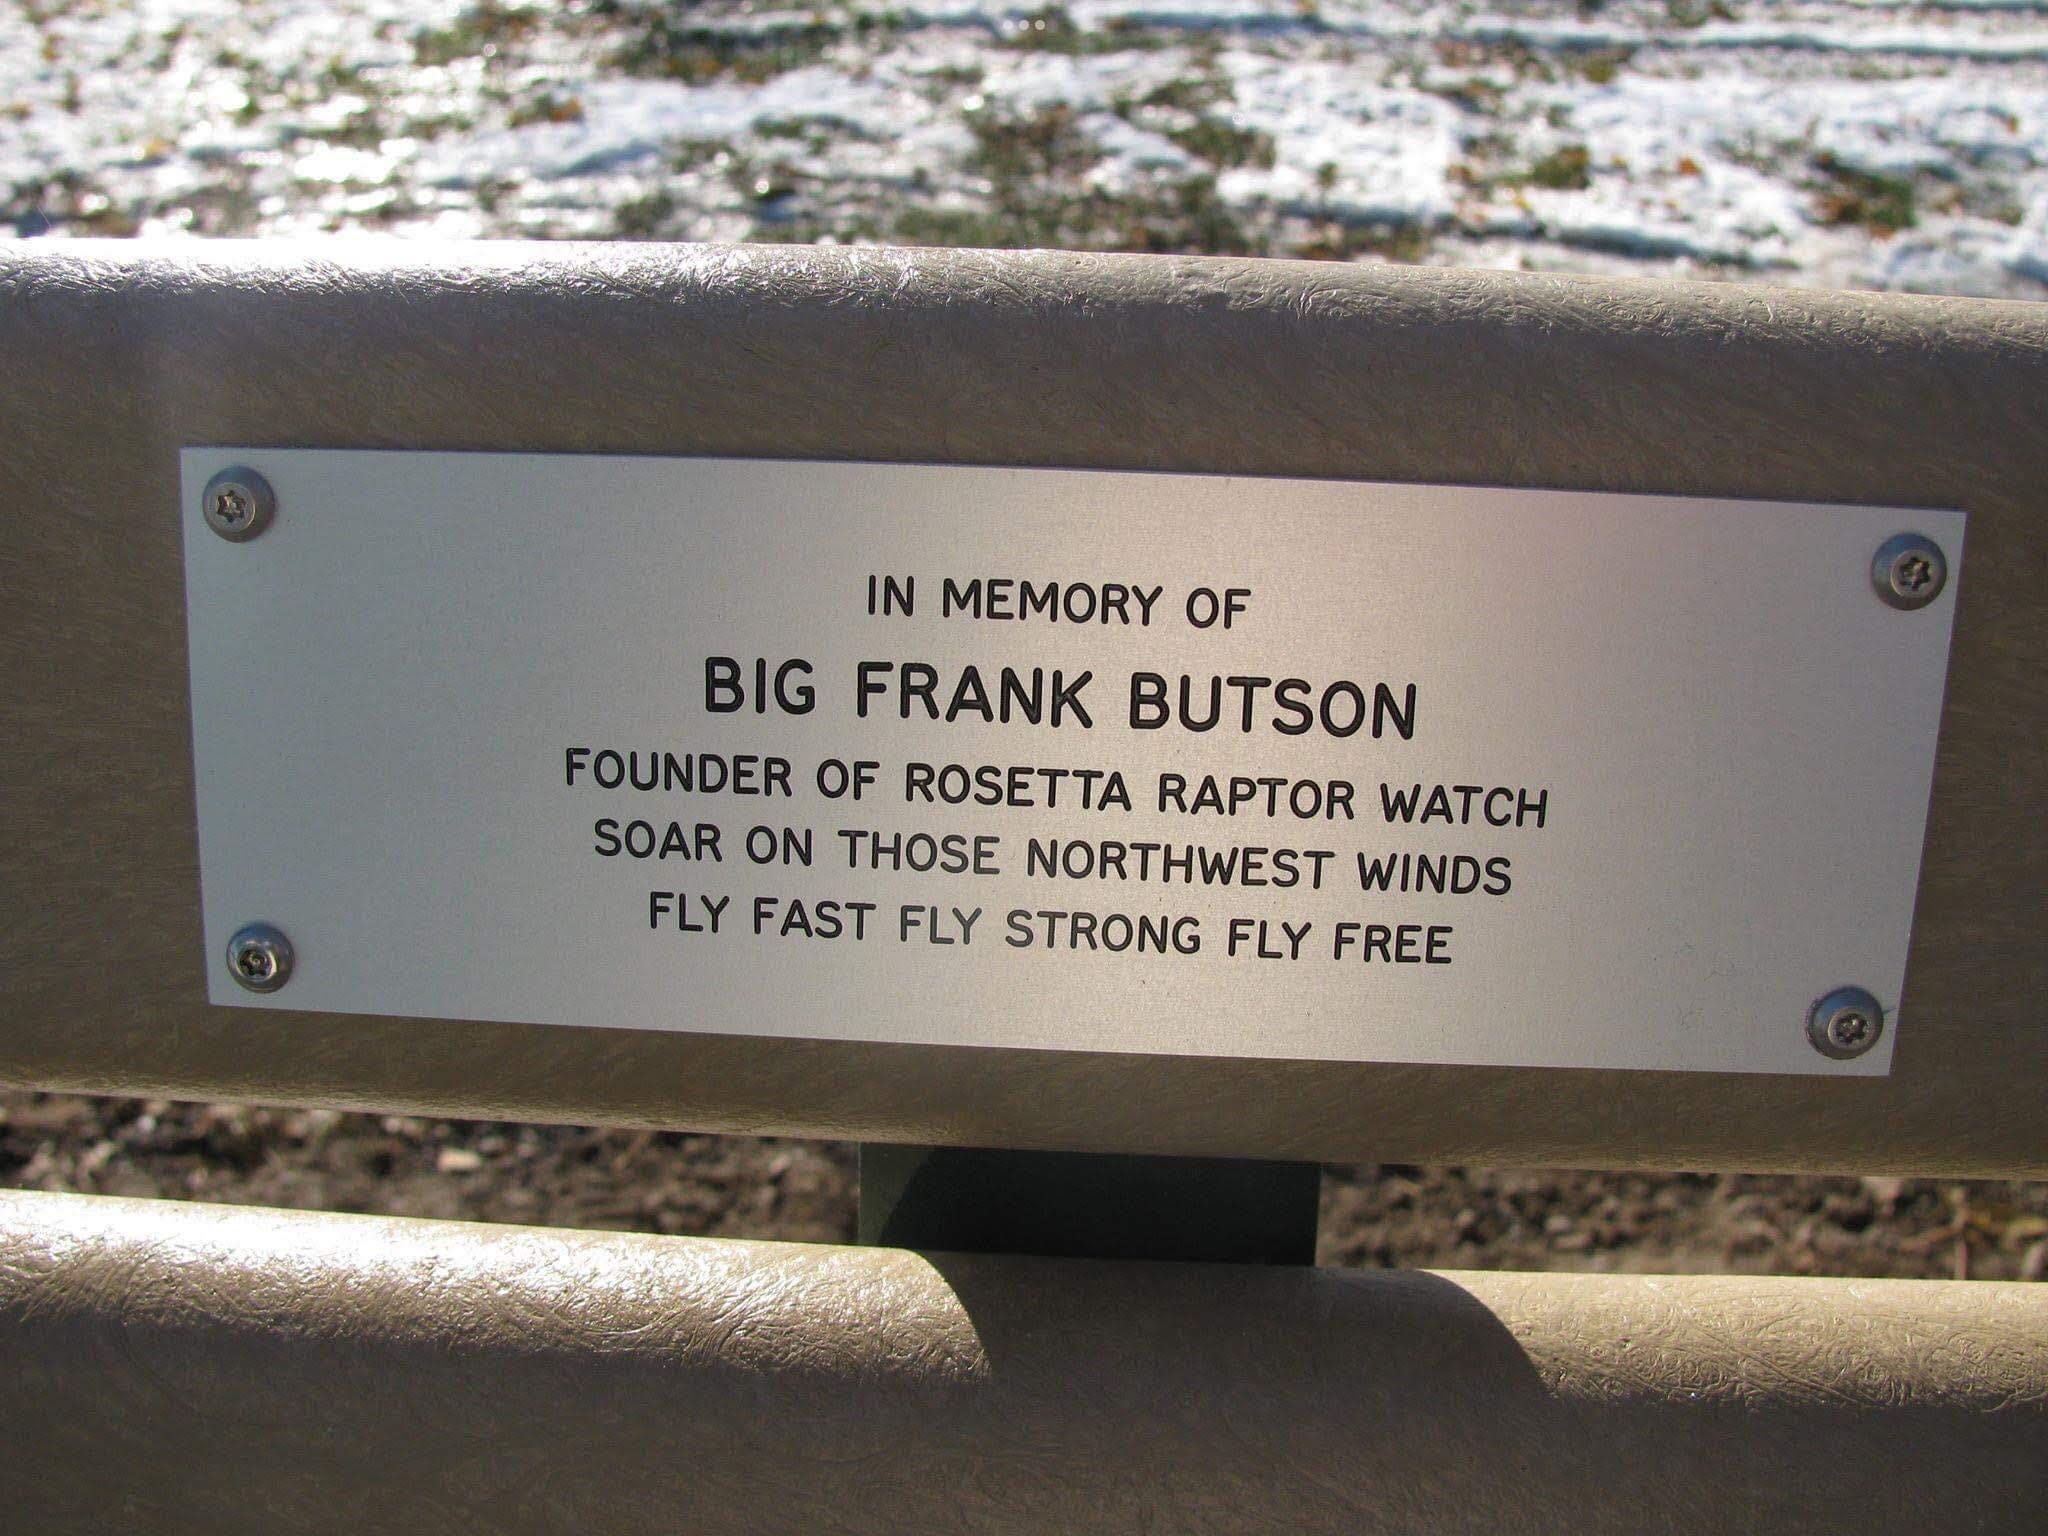 IN MEMORY OF
BIG FRANK BUTSON
FOUNDER OF ROSETTA RAPTOR WATCH
SOAR ON THOSE NORTHWEST WINDS
FLY FAST FLY STRONG FLY FREE